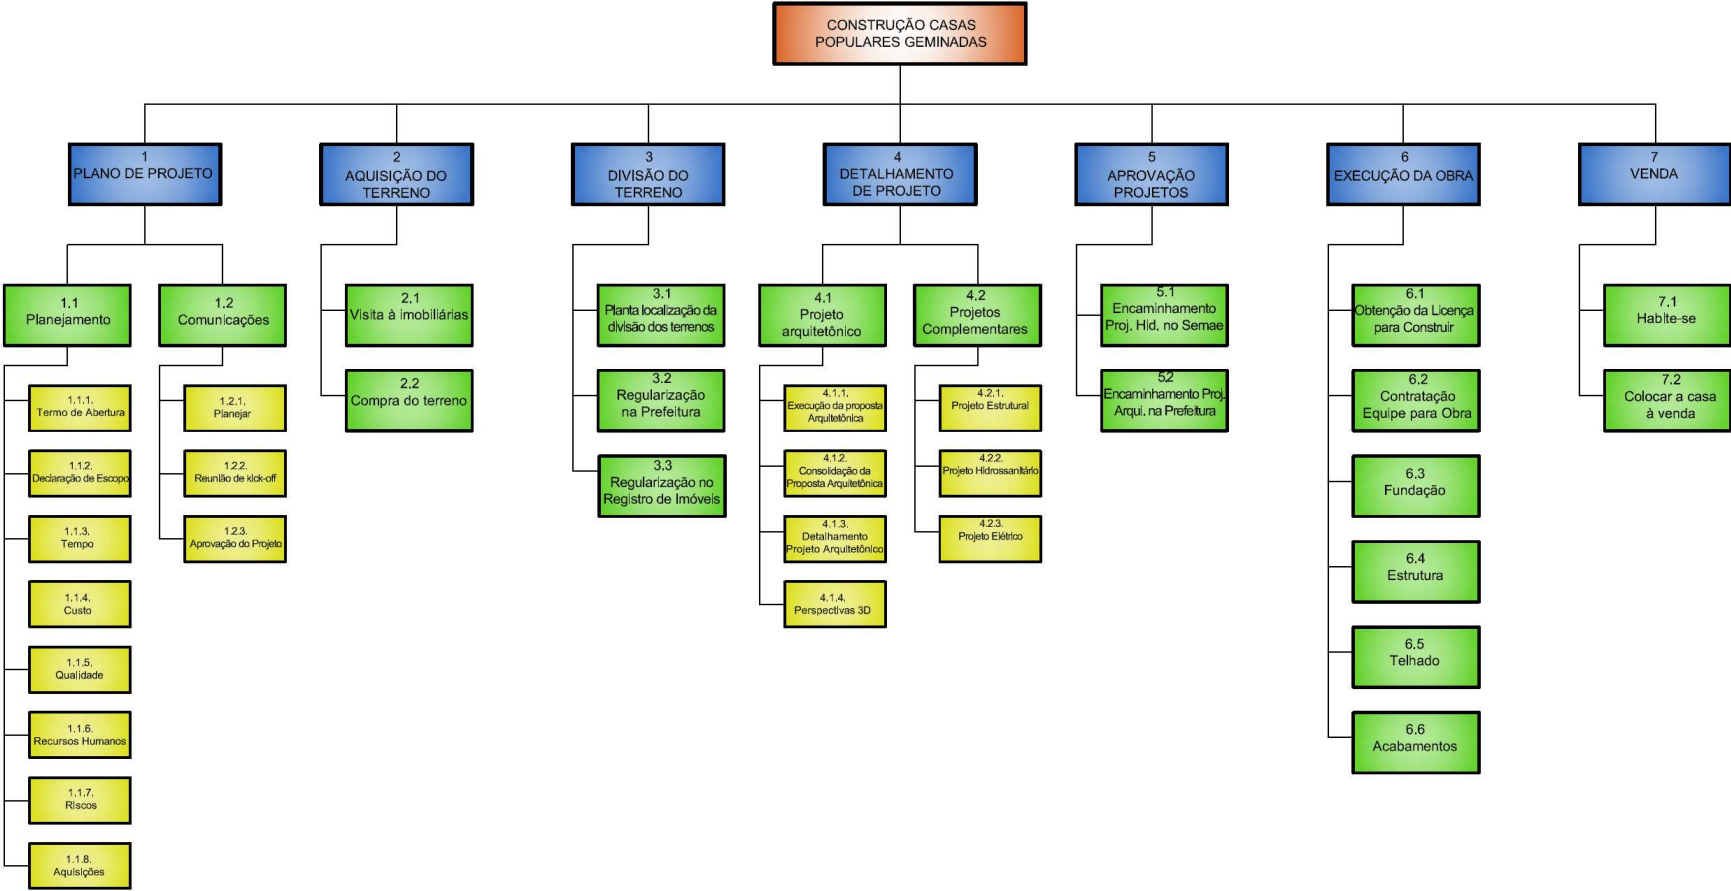 CONSTRUÇÃO CASAS
POPULARES GEMINADAS
1
PLANO DE PROJETO
2
AQUISIÇÃO DO
TERRENO
3
DIVISÃO DO
TERRENO
4
DETALHAMENTO
DE PROJETO
5
APROVAÇÃO
PROJETOS
6
EXECUÇÃO DA OBRA
7
VENDA
1.1
Planejamento
1.1.1.
Termo de Abertura
1.1.2.
Declaração de Escopo
1.1.3.
Tempo
1.1.4.
Custo
1.1.5.
Qualidade
1.1.6.
Recursos Humanos
1.1.7.
Riscos
1.1.8.
Aquisições
1.2
Comunicações
1.2.1.
Planejar
1.2.2.
Reunião de kick-off
1.2.3.
Aprovação do Projeto
2.1
Visita à imobiliárias
2.2
Compra do terreno
3.1
Planta localização da
divisão dos terrenos
3.2
Regularização
na Prefeitura
3.3
Regularização no
Registro de Imóveis
4.1
Projeto
arquitetônico
4.1.1.
Execução da proposta
Arquitetônica
4.1.2.
Consolidação da
Proposta Arquitetônica
4.1.3.
Detalhamento
Projeto Arquitetônico
4.1.4.
Perspectivas 3D
4.2
Projetos
Complementares
4.2.1.
Projeto Estrutural
4.2.2.
Projeto Hidrossanitário
4.2.3.
Projeto Elétrico
5.1
Encaminhamento
Proj. Hid. no Semae
5.2
Encaminhamento Proj.
Arqui. na Prefeitura
6.1
Obtenção da Licença
para Construir
6.2
Contratação
Equipe para Obra
6.3
Fundação
6.4
Estrutura
6.5
Telhado
6.6
Acabamentos
7.1
Habite-se
7.2
Colocar a casa
à venda